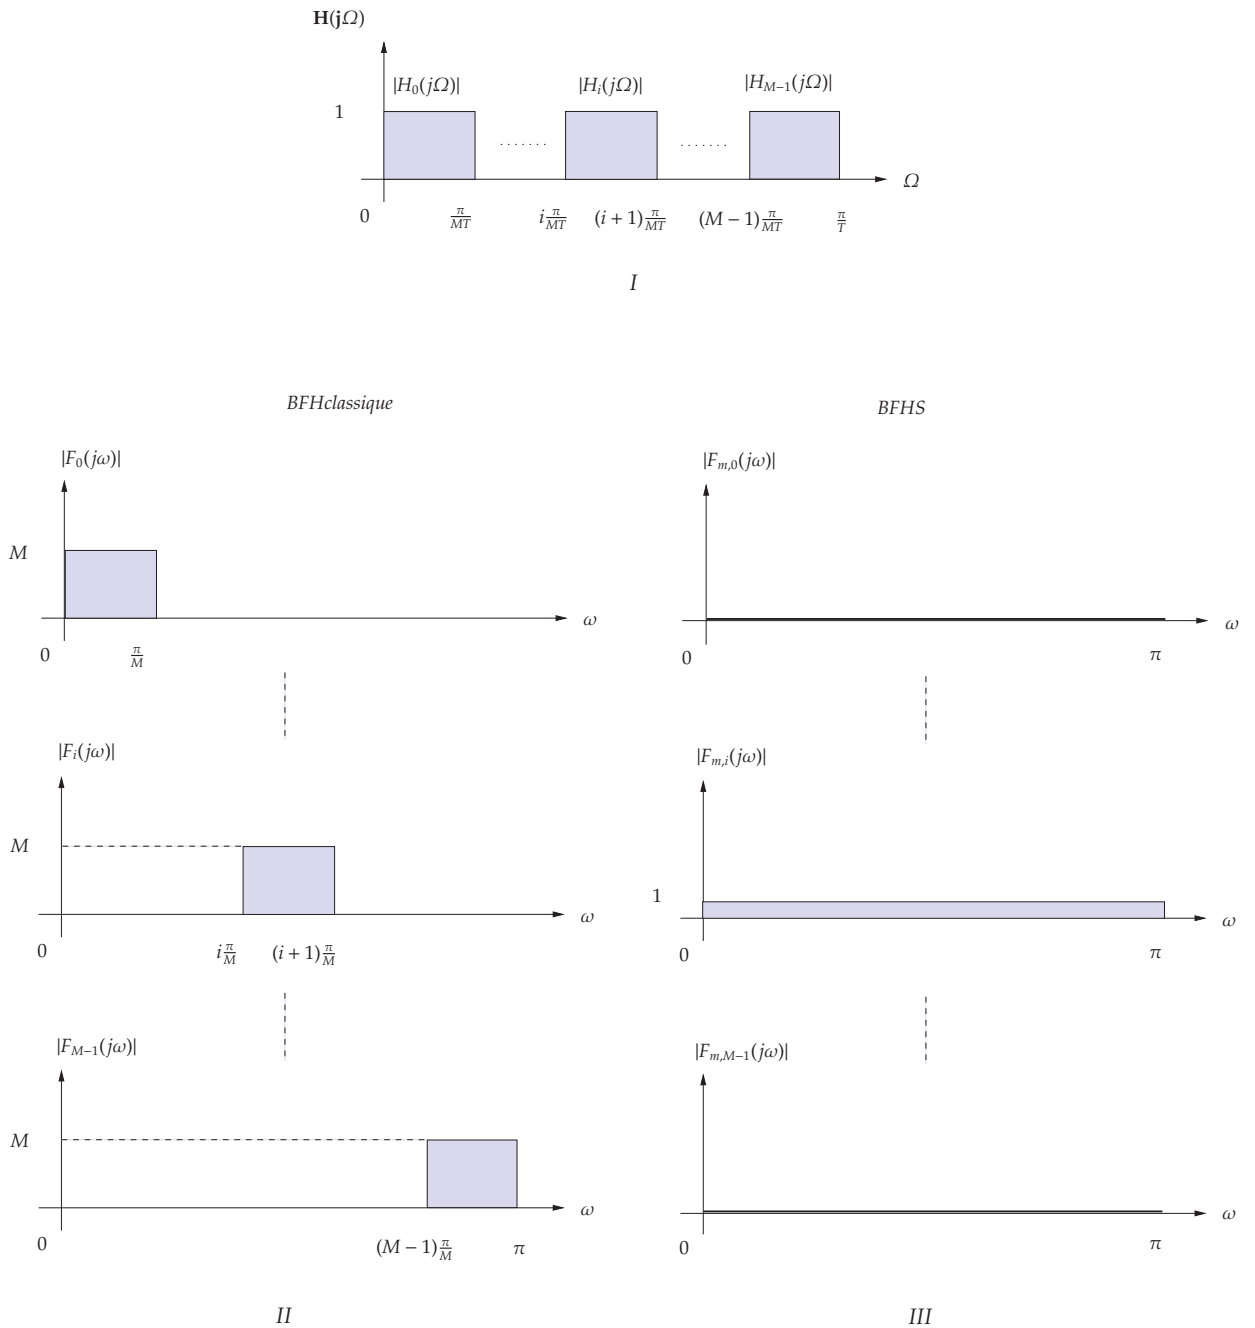 H(jΩ)
|H₀(jΩ)| |Hᵢ(jΩ)| |H_{M−1}(jΩ)|
1
....... .......
Ω
0 π/MT i π/MT (i + 1) π/MT (M − 1) π/MT π/T
I
BFHclassique
|F₀(jω)|
M
ω
0 π/M
|Fᵢ(jω)|
M
ω
0 i π/M (i + 1) π/M
|F_{M−1}(jω)|
M
ω
0 (M − 1) π/M π
II
BFHS
|F_{m,0}(jω)|
ω
0 π
|F_{m,i}(jω)|
1
ω
0 π
|F_{m,M−1}(jω)|
ω
0 π
III